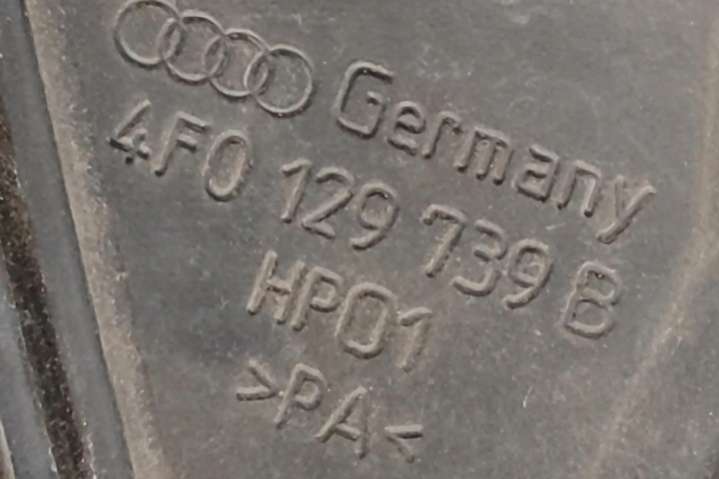 Germany
4F0 129 739 B
HP01
>PA<